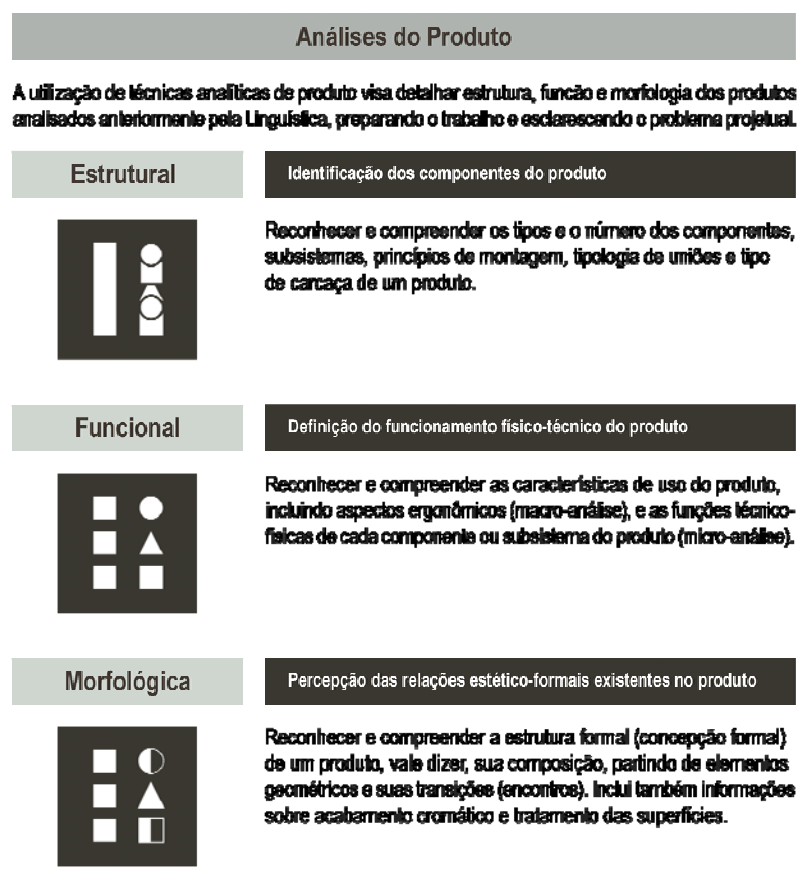 Análises do Produto
A utilização de técnicas analíticas de produto visa detalhar estrutura, funcão e morfologia dos produtos
analisados anteriormente pela Linguística, preparando o trabalho e esclarescendo o problema projetual.
Estrutural
Identificação dos componentes do produto
Reconhecer e compreender os tipos e o número dos componentes,
subsistemas, princípios de montagem, tipologia de uniões e tipo
de carcaça de um produto.
Funcional
Definição do funcionamento físico-técnico do produto
Reconhecer e compreender as características de uso do produto,
incluindo aspectos ergonômicos (macro-análise), e as funções técnico-
físicas de cada componente ou subsistema do produto (micro-análise).
Morfológica
Percepção das relações estético-formais existentes no produto
Reconhecer e compreender a estrutura formal (concepção formal)
de um produto, vale dizer, sua composição, partindo de elementos
geométricos e suas transições (encontros). Inclui também informações
sobre acabamento cromático e tratamento das superfícies.